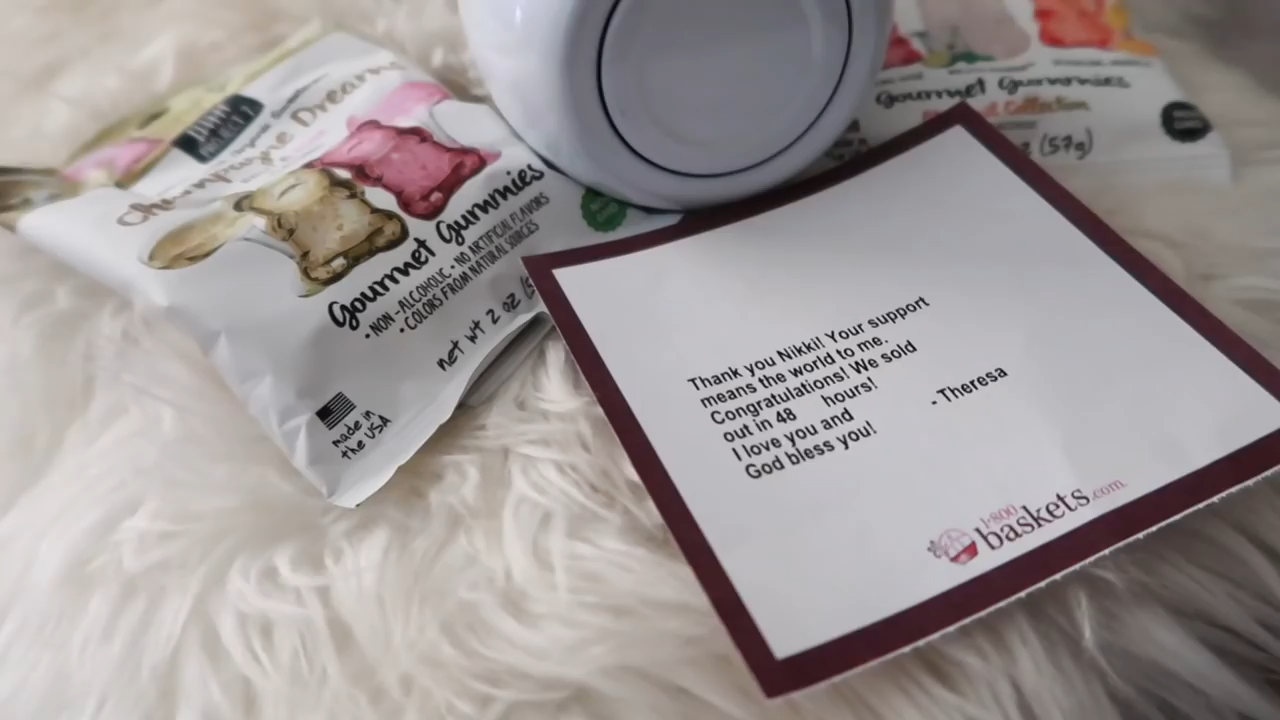 Champagne Dreams
Gourmet Gummies
• NON-ALCOHOLIC • NO ARTIFICIAL FLAVORS
• COLORS FROM NATURAL SOURCES
net wt 2 oz
made in
the USA
Gourmet Gummies
Collection
(57g)
Thank you Nikki! Your support
means the world to me.
Congratulations! We sold
out in 48 hours!
I love you and
God bless you!
- Theresa
1-800
baskets.com